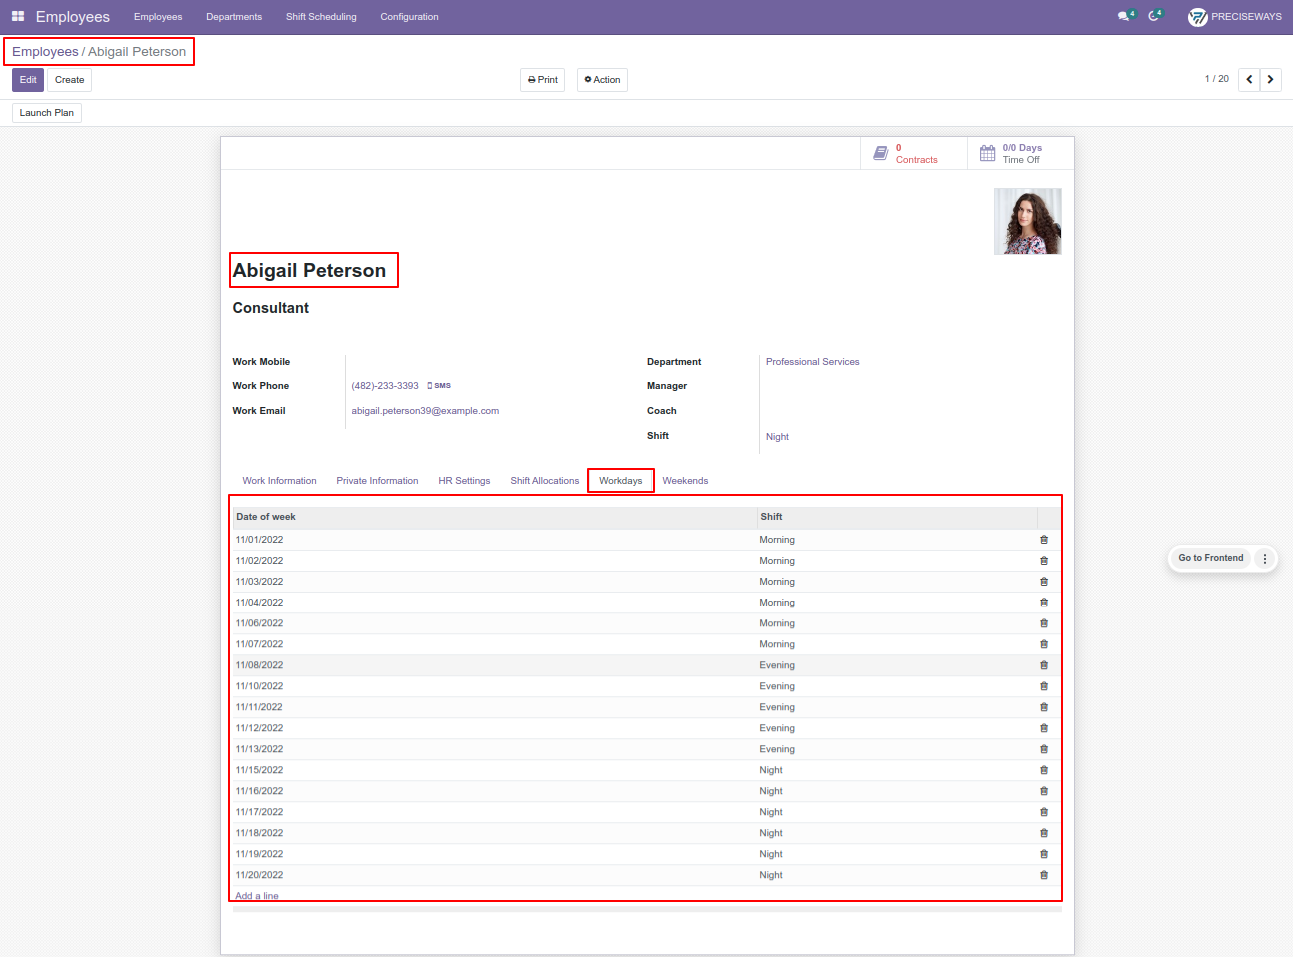 Employees Employees Departments Shift Scheduling Configuration 4 4 PRECISEWAYS
Employees / Abigail Peterson
Edit Create Print Action 1 / 20
Launch Plan
0 Contracts 0/0 Days Time Off
Abigail Peterson
Consultant
Work Mobile Department Professional Services
Work Phone (482)-233-3393 SMS Manager
Work Email abigail.peterson39@example.com Coach
Shift Night
Work Information Private Information HR Settings Shift Allocations Workdays Weekends
Date of week Shift
11/01/2022 Morning
11/02/2022 Morning
11/03/2022 Morning
11/04/2022 Morning
11/06/2022 Morning
11/07/2022 Morning
11/08/2022 Evening
11/10/2022 Evening
11/11/2022 Evening
11/12/2022 Evening
11/13/2022 Evening
11/15/2022 Night
11/16/2022 Night
11/17/2022 Night
11/18/2022 Night
11/19/2022 Night
11/20/2022 Night
Add a line
Go to Frontend